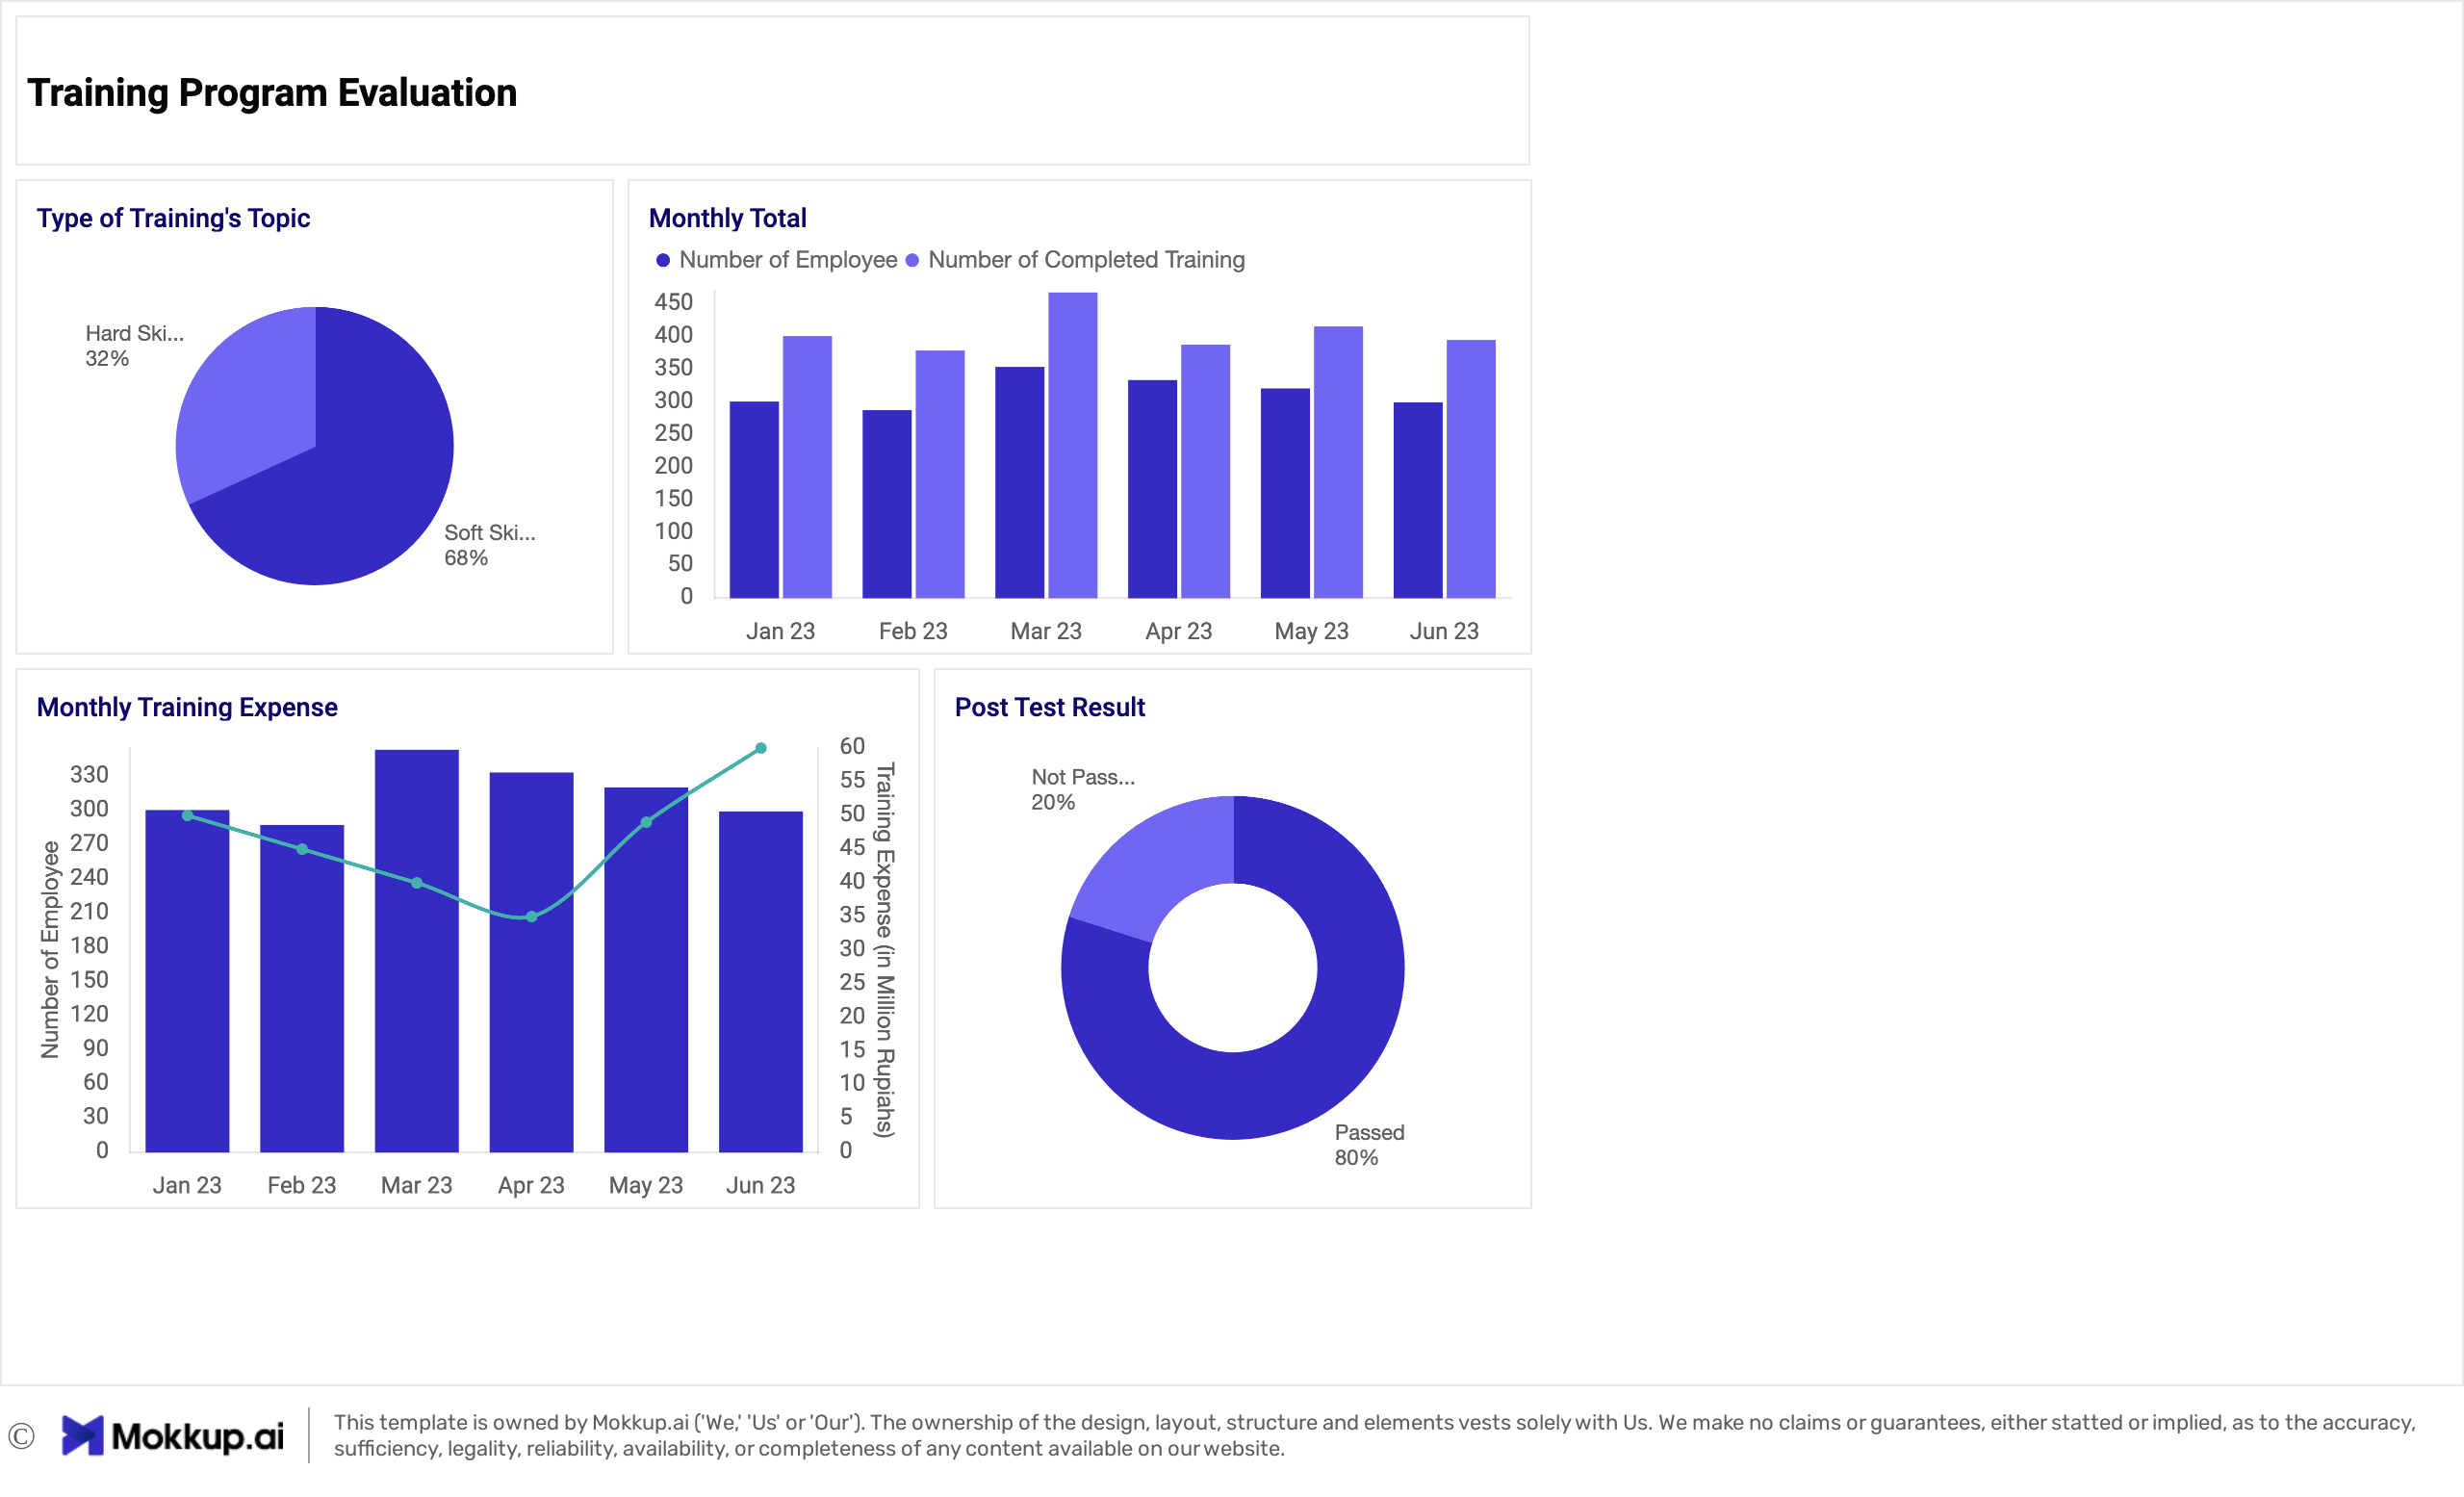 Training Program Evaluation
Type of Training's Topic
Hard Ski...
32%
Soft Ski...
68%
Monthly Total
Number of Employee
Number of Completed Training
450
400
350
300
250
200
150
100
50
0
Jan 23
Feb 23
Mar 23
Apr 23
May 23
Jun 23
Monthly Training Expense
Number of Employee
330
300
270
240
210
180
150
120
90
60
30
0
60
55
50
45
40
35
30
25
20
15
10
5
0
Training Expense (in Million Rupiahs)
Jan 23
Feb 23
Mar 23
Apr 23
May 23
Jun 23
Post Test Result
Not Pass...
20%
Passed
80%
©
Mokkup.ai
This template is owned by Mokkup.ai ('We,' 'Us' or 'Our'). The ownership of the design, layout, structure and elements vests solely with Us. We make no claims or guarantees, either statted or implied, as to the accuracy,
sufficiency, legality, reliability, availability, or completeness of any content available on our website.